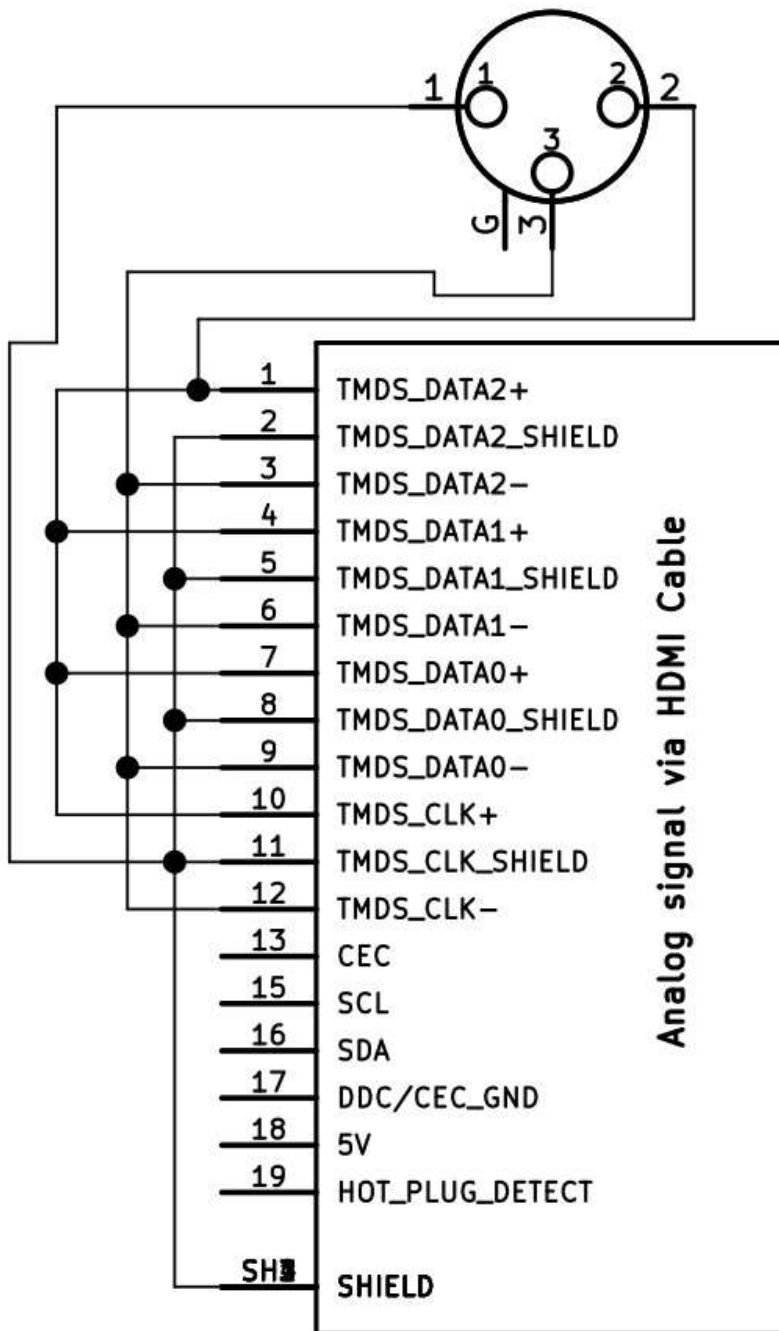 1 1 2 2
3
G 3
1 TMDS_DATA2+
2 TMDS_DATA2_SHIELD
3 TMDS_DATA2-
4 TMDS_DATA1+
5 TMDS_DATA1_SHIELD
6 TMDS_DATA1-
7 TMDS_DATA0+
8 TMDS_DATA0_SHIELD
9 TMDS_DATA0-
10 TMDS_CLK+
11 TMDS_CLK_SHIELD
12 TMDS_CLK-
13 CEC
15 SCL
16 SDA
17 DDC/CEC_GND
18 5V
19 HOT_PLUG_DETECT
SHIELD
Analog signal via HDMI Cable